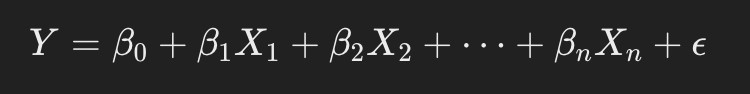 Y = β₀ + β₁X₁ + β₂X₂ + ⋯ + βₙXₙ + ϵ